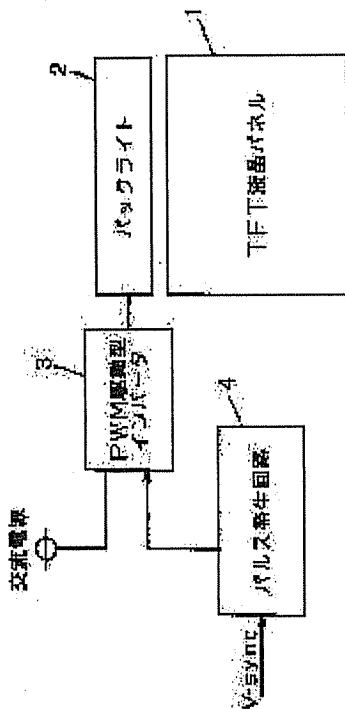 交流電源
3
PWM駆動型
インバータ
2
バックライト
1
TFT液晶パネル
4
パルス発生回路
V-sync